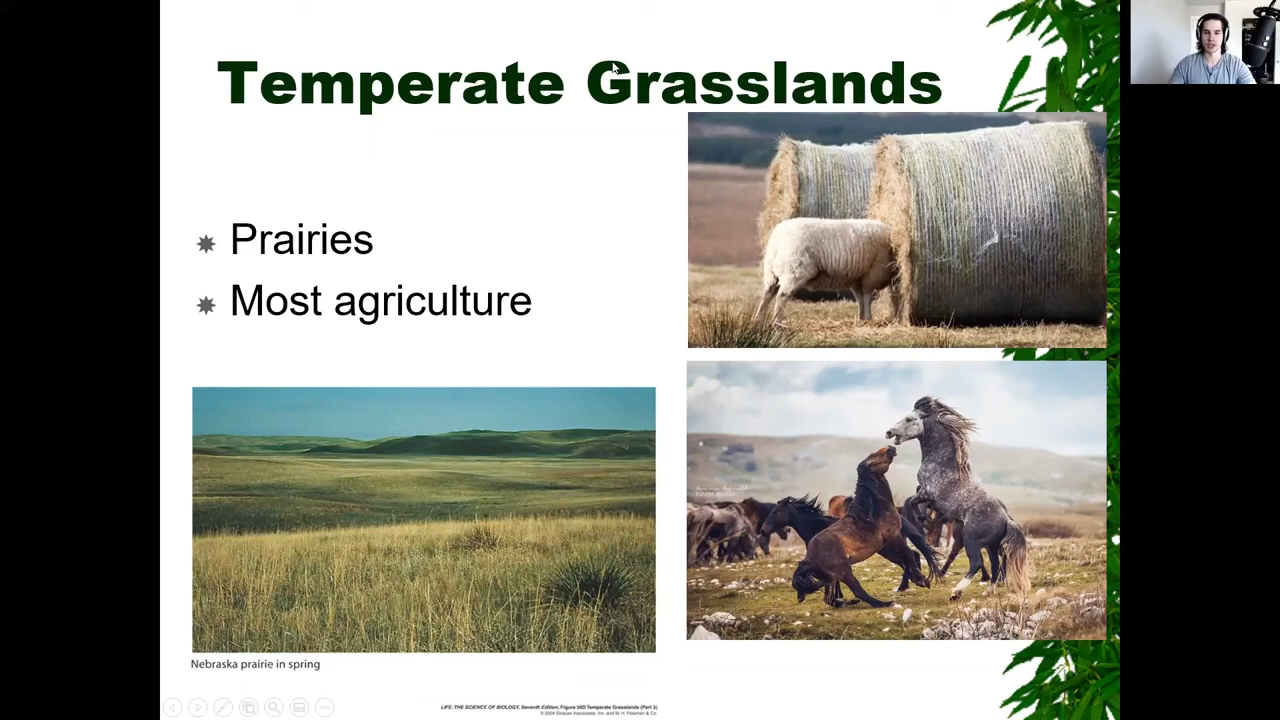 Temperate Grasslands
Prairies
Most agriculture
Nebraska prairie in spring
LIFE: THE SCIENCE OF BIOLOGY, Seventh Edition, Figure 56D Temperate Grasslands (Part 3)
© 2004 Sinauer Associates, Inc. and W. H. Freeman & Co.